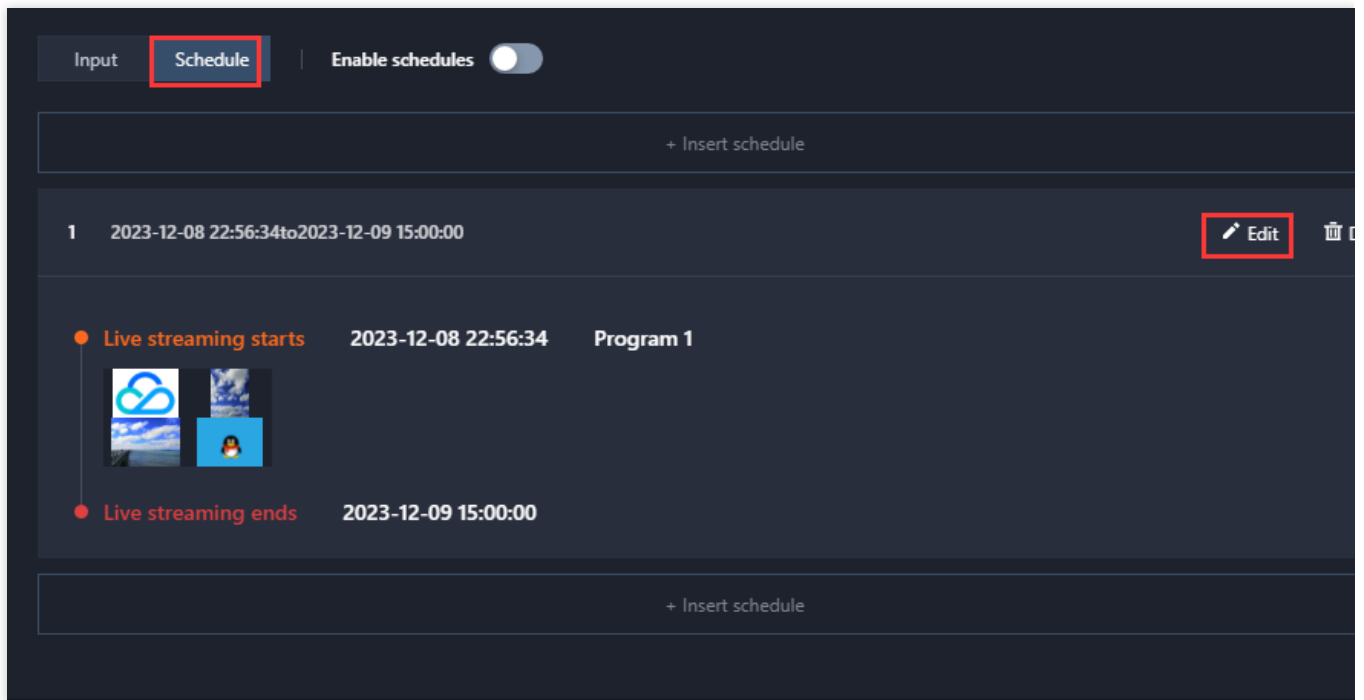 Input Schedule Enable schedules
+ Insert schedule
1 2023-12-08 22:56:34to2023-12-09 15:00:00 Edit
Live streaming starts 2023-12-08 22:56:34 Program 1
Live streaming ends 2023-12-09 15:00:00
+ Insert schedule